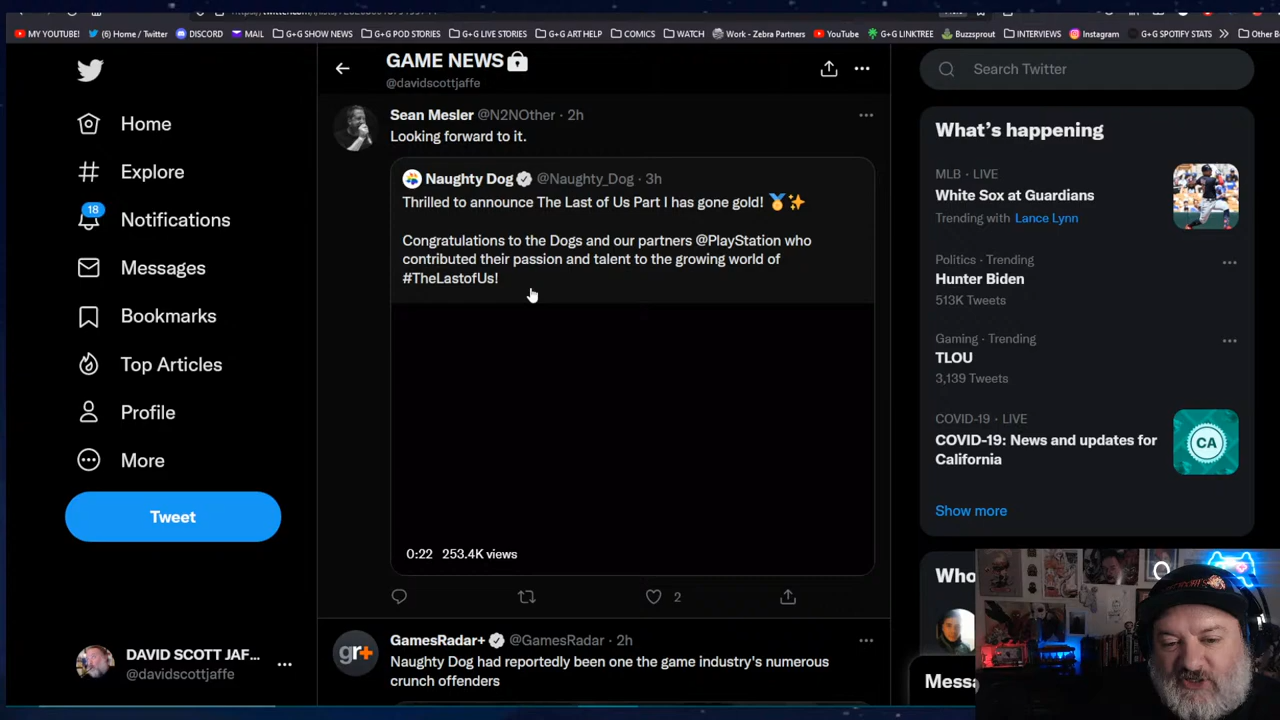 MY YOUTUBE!
(6) Home / Twitter
DISCORD
MAIL
G+G SHOW NEWS
G+G POD STORIES
G+G LIVE STORIES
G+G ART HELP
COMICS
WATCH
Work - Zebra Partners
YouTube
G+G LINKTREE
Buzzsprout
INTERVIEWS
Instagram
G+G SPOTIFY STATS
Other
Home
Explore
18
Notifications
Messages
Bookmarks
Top Articles
Profile
More
Tweet
DAVID SCOTT JAF...
@davidscottjaffe
GAME NEWS
@davidscottjaffe
Sean Mesler @N2NOther · 2h
Looking forward to it.
Naughty Dog @Naughty_Dog · 3h
Thrilled to announce The Last of Us Part I has gone gold! 🏅✨
Congratulations to the Dogs and our partners @PlayStation who
contributed their passion and talent to the growing world of
#TheLastofUs!
0:22 253.4K views
2
gr+
GamesRadar+ @GamesRadar · 2h
Naughty Dog had reportedly been one the game industry's numerous
crunch offenders
Search Twitter
What's happening
MLB · LIVE
White Sox at Guardians
Trending with Lance Lynn
Politics · Trending
Hunter Biden
513K Tweets
Gaming · Trending
TLOU
3,139 Tweets
COVID-19 · LIVE
COVID-19: News and updates for
California
CA
Show more
Who
Messa